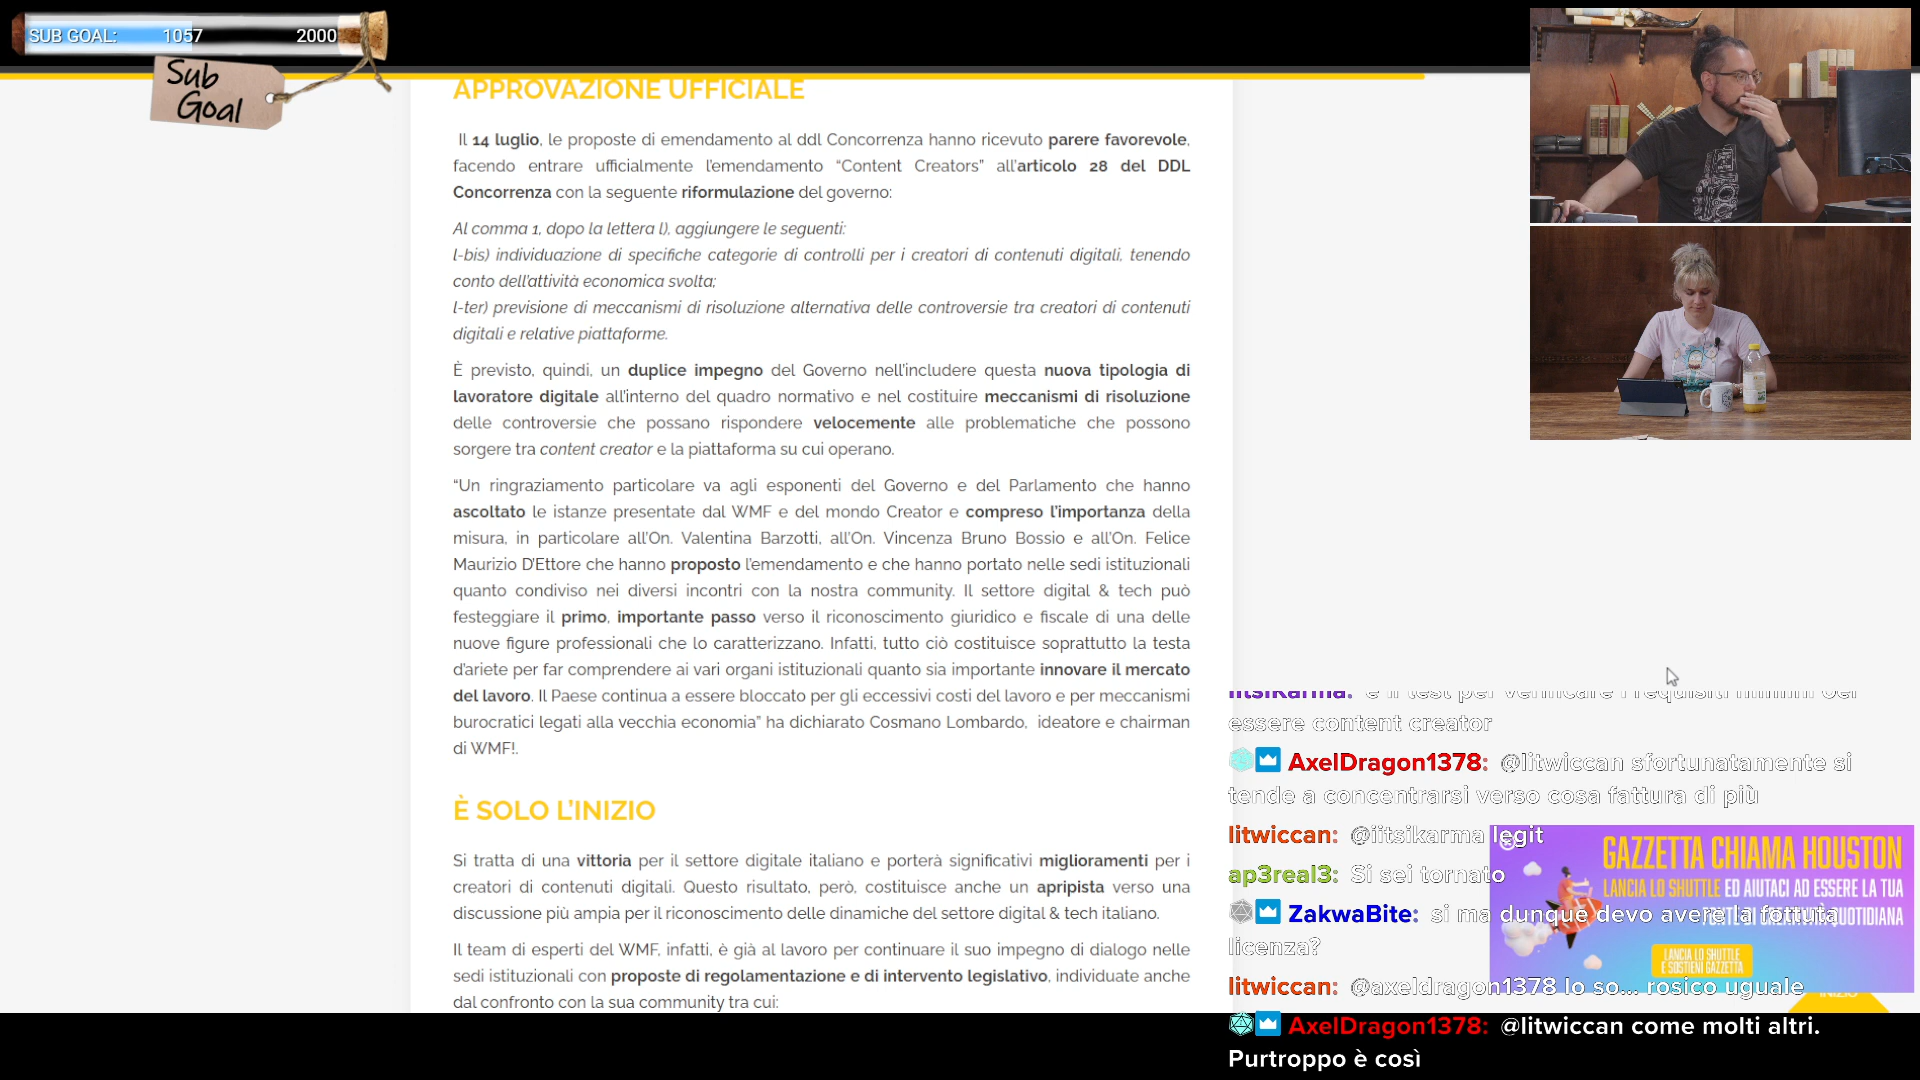 SUB GOAL: 1057 2000
Sub
Goal
APPROVAZIONE UFFICIALE
Il 14 luglio, le proposte di emendamento al ddl Concorrenza hanno ricevuto parere favorevole,
facendo entrare ufficialmente l'emendamento “Content Creators” all'articolo 28 del DDL
Concorrenza con la seguente riformulazione del governo:
Al comma 1, dopo la lettera l), aggiungere le seguenti:
l-bis) individuazione di specifiche categorie di controlli per i creatori di contenuti digitali, tenendo
conto dell'attività economica svolta;
l-ter) previsione di meccanismi di risoluzione alternativa delle controversie tra creatori di contenuti
digitali e relative piattaforme.
È previsto, quindi, un duplice impegno del Governo nell'includere questa nuova tipologia di
lavoratore digitale all'interno del quadro normativo e nel costituire meccanismi di risoluzione
delle controversie che possano rispondere velocemente alle problematiche che possono
sorgere tra content creator e la piattaforma su cui operano.
“Un ringraziamento particolare va agli esponenti del Governo e del Parlamento che hanno
ascoltato le istanze presentate dal WMF e del mondo Creator e compreso l'importanza della
misura, in particolare all'On. Valentina Barzotti, all'On. Vincenza Bruno Bossio e all'On. Felice
Maurizio D'Ettore che hanno proposto l'emendamento e che hanno portato nelle sedi istituzionali
quanto condiviso nei diversi incontri con la nostra community. Il settore digital & tech può
festeggiare il primo, importante passo verso il riconoscimento giuridico e fiscale di una delle
nuove figure professionali che lo caratterizzano. Infatti, tutto ciò costituisce soprattutto la testa
d'ariete per far comprendere ai vari organi istituzionali quanto sia importante innovare il mercato
del lavoro. Il Paese continua a essere bloccato per gli eccessivi costi del lavoro e per meccanismi
burocratici legati alla vecchia economia” ha dichiarato Cosmano Lombardo, ideatore e chairman
di WMF!.
È SOLO L'INIZIO
Si tratta di una vittoria per il settore digitale italiano e porterà significativi miglioramenti per i
creatori di contenuti digitali. Questo risultato, però, costituisce anche un apripista verso una
discussione più ampia per il riconoscimento delle dinamiche del settore digital & tech italiano.
Il team di esperti del WMF, infatti, è già al lavoro per continuare il suo impegno di dialogo nelle
sedi istituzionali con proposte di regolamentazione e di intervento legislativo, individuate anche
dal confronto con la sua community tra cui:
iitsikarma: e il test per verificare i requisiti minimi per
essere content creator
AxelDragon1378: @litwiccan sfortunatamente si
tende a concentrarsi verso cosa fattura di più
litwiccan: @iitsikarma legit
ap3real3: Si sei tornato
ZakwaBite: si ma dunque devo avere la fottuta
licenza?
litwiccan: @axeldragon1378 lo so... rosico uguale
AxelDragon1378: @litwiccan come molti altri.
Purtroppo è così
GAZZETTA CHIAMA HOUSTON
LANCIA LO SHUTTLE ED AIUTACI AD ESSERE LA TUA
QUOTIDIANA
LANCIA LO SHUTTLE
E SOSTIENI GAZZETTA
INIZIO